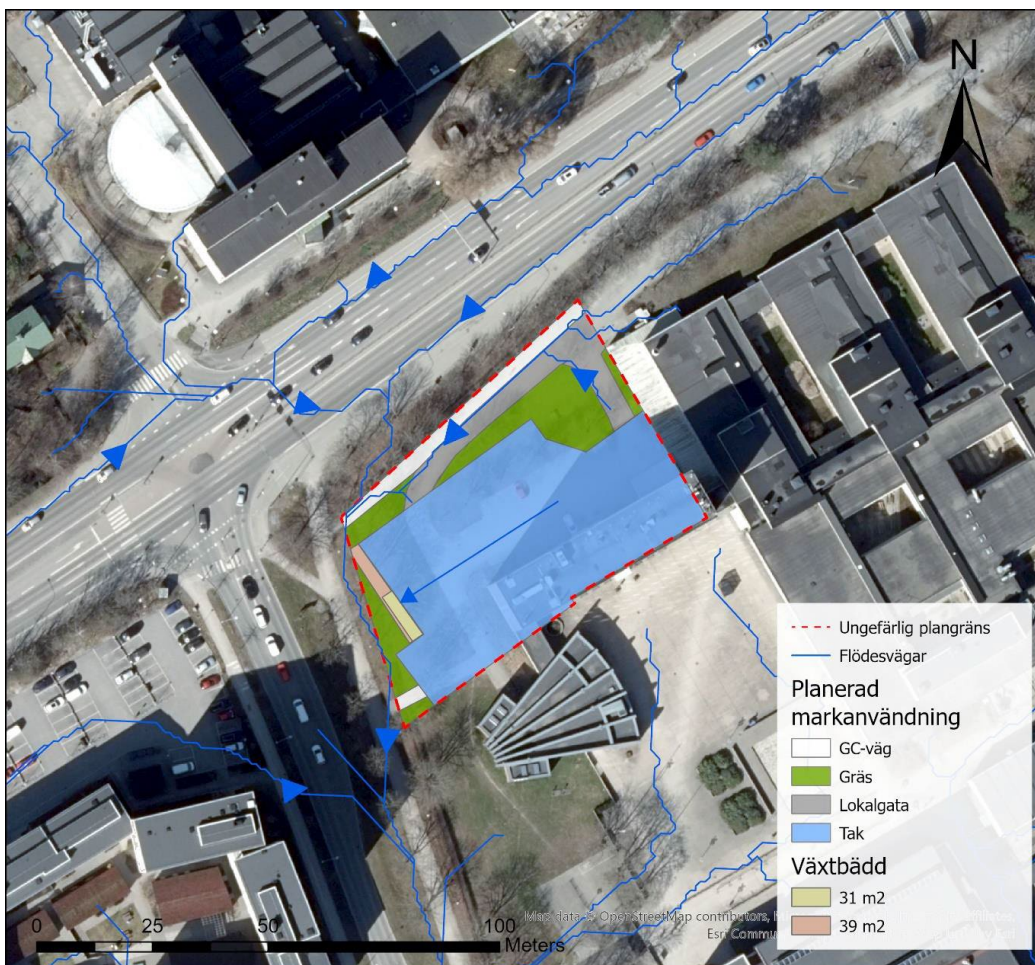 N
Ungefärlig plangräns
Flödesvägar
Planerad
markanvändning
GC-väg
Gräs
Lokalgata
Tak
Växtbädd
31 m2
39 m2
0 25 50 100
Meters
Map data © OpenStreetMap contributors,
Esri